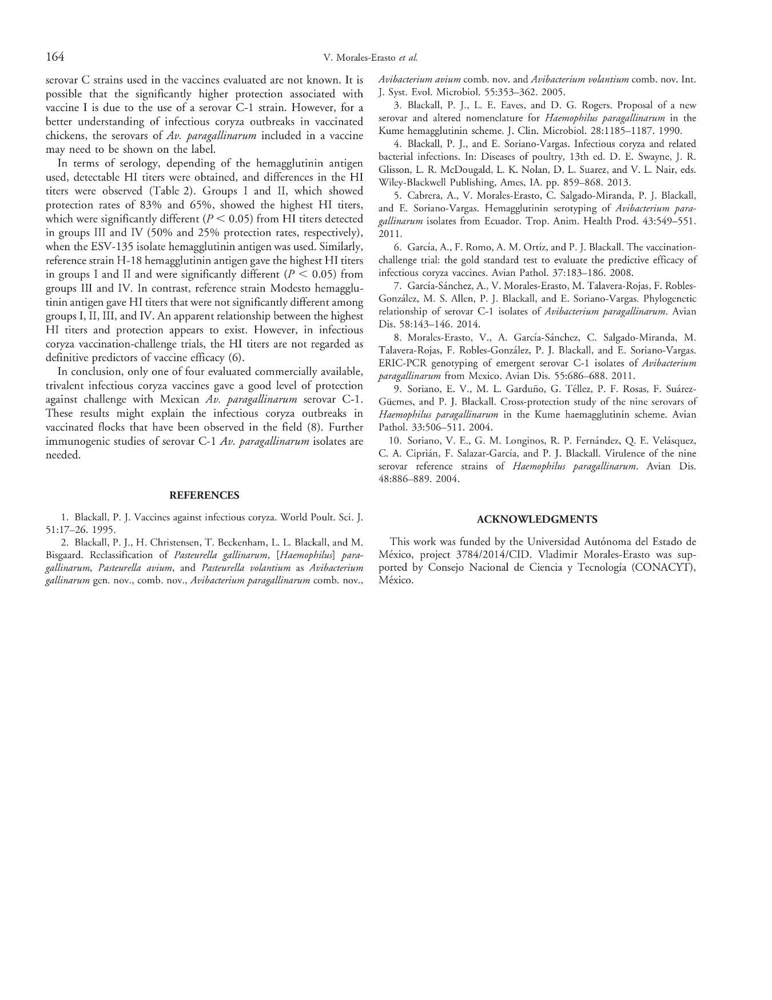 164
V. Morales-Erasto et al.
serovar C strains used in the vaccines evaluated are not known. It is
possible that the significantly higher protection associated with
vaccine I is due to the use of a serovar C-1 strain. However, for a
better understanding of infectious coryza outbreaks in vaccinated
chickens, the serovars of Av. paragallinarum included in a vaccine
may need to be shown on the label.
In terms of serology, depending of the hemagglutinin antigen
used, detectable HI titers were obtained, and differences in the HI
titers were observed (Table 2). Groups I and II, which showed
protection rates of 83% and 65%, showed the highest HI titers,
which were significantly different (P < 0.05) from HI titers detected
in groups III and IV (50% and 25% protection rates, respectively),
when the ESV-135 isolate hemagglutinin antigen was used. Similarly,
reference strain H-18 hemagglutinin antigen gave the highest HI titers
in groups I and II and were significantly different (P < 0.05) from
groups III and IV. In contrast, reference strain Modesto hemagglu-
tinin antigen gave HI titers that were not significantly different among
groups I, II, III, and IV. An apparent relationship between the highest
HI titers and protection appears to exist. However, in infectious
coryza vaccination-challenge trials, the HI titers are not regarded as
definitive predictors of vaccine efficacy (6).
In conclusion, only one of four evaluated commercially available,
trivalent infectious coryza vaccines gave a good level of protection
against challenge with Mexican Av. paragallinarum serovar C-1.
These results might explain the infectious coryza outbreaks in
vaccinated flocks that have been observed in the field (8). Further
immunogenic studies of serovar C-1 Av. paragallinarum isolates are
needed.
REFERENCES
1. Blackall, P. J. Vaccines against infectious coryza. World Poult. Sci. J.
51:17–26. 1995.
2. Blackall, P. J., H. Christensen, T. Beckenham, L. L. Blackall, and M.
Bisgaard. Reclassification of Pasteurella gallinarum, [Haemophilus] para-
gallinarum, Pasteurella avium, and Pasteurella volantium as Avibacterium
gallinarum gen. nov., comb. nov., Avibacterium paragallinarum comb. nov.,
Avibacterium avium comb. nov. and Avibacterium volantium comb. nov. Int.
J. Syst. Evol. Microbiol. 55:353–362. 2005.
3. Blackall, P. J., L. E. Eaves, and D. G. Rogers. Proposal of a new
serovar and altered nomenclature for Haemophilus paragallinarum in the
Kume hemagglutinin scheme. J. Clin. Microbiol. 28:1185–1187. 1990.
4. Blackall, P. J., and E. Soriano-Vargas. Infectious coryza and related
bacterial infections. In: Diseases of poultry, 13th ed. D. E. Swayne, J. R.
Glisson, L. R. McDougald, L. K. Nolan, D. L. Suarez, and V. L. Nair, eds.
Wiley-Blackwell Publishing, Ames, IA. pp. 859–868. 2013.
5. Cabrera, A., V. Morales-Erasto, C. Salgado-Miranda, P. J. Blackall,
and E. Soriano-Vargas. Hemagglutinin serotyping of Avibacterium para-
gallinarum isolates from Ecuador. Trop. Anim. Health Prod. 43:549–551.
2011.
6. García, A., F. Romo, A. M. Ortíz, and P. J. Blackall. The vaccination-
challenge trial: the gold standard test to evaluate the predictive efficacy of
infectious coryza vaccines. Avian Pathol. 37:183–186. 2008.
7. García-Sánchez, A., V. Morales-Erasto, M. Talavera-Rojas, F. Robles-
González, M. S. Allen, P. J. Blackall, and E. Soriano-Vargas. Phylogenetic
relationship of serovar C-1 isolates of Avibacterium paragallinarum. Avian
Dis. 58:143–146. 2014.
8. Morales-Erasto, V., A. García-Sánchez, C. Salgado-Miranda, M.
Talavera-Rojas, F. Robles-González, P. J. Blackall, and E. Soriano-Vargas.
ERIC-PCR genotyping of emergent serovar C-1 isolates of Avibacterium
paragallinarum from Mexico. Avian Dis. 55:686–688. 2011.
9. Soriano, E. V., M. L. Garduño, G. Téllez, P. F. Rosas, F. Suárez-
Güemes, and P. J. Blackall. Cross-protection study of the nine serovars of
Haemophilus paragallinarum in the Kume haemagglutinin scheme. Avian
Pathol. 33:506–511. 2004.
10. Soriano, V. E., G. M. Longinos, R. P. Fernández, Q. E. Velásquez,
C. A. Ciprián, F. Salazar-García, and P. J. Blackall. Virulence of the nine
serovar reference strains of Haemophilus paragallinarum. Avian Dis.
48:886–889. 2004.
ACKNOWLEDGMENTS
This work was funded by the Universidad Autónoma del Estado de
México, project 3784/2014/CID. Vladimir Morales-Erasto was sup-
ported by Consejo Nacional de Ciencia y Tecnología (CONACYT),
México.